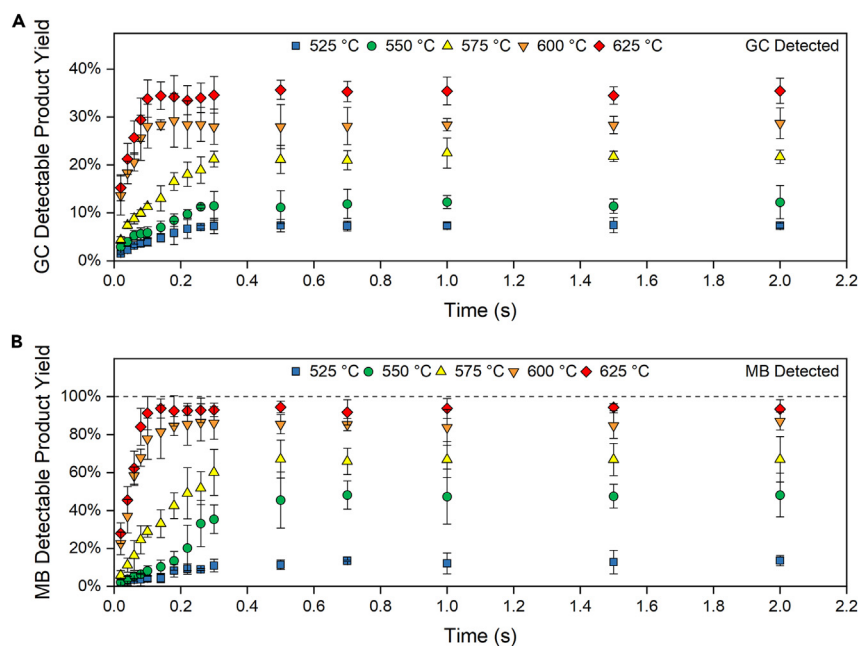 A
525 °C 550 °C 575 °C 600 °C 625 °C GC Detected
GC Detectable Product Yield
40%
30%
20%
10%
0%
0.0 0.2 0.4 0.6 0.8 1.0 1.2 1.4 1.6 1.8 2.0 2.2
Time (s)
B
525 °C 550 °C 575 °C 600 °C 625 °C MB Detected
MB Detectable Product Yield
100%
80%
60%
40%
20%
0%
0.0 0.2 0.4 0.6 0.8 1.0 1.2 1.4 1.6 1.8 2.0 2.2
Time (s)